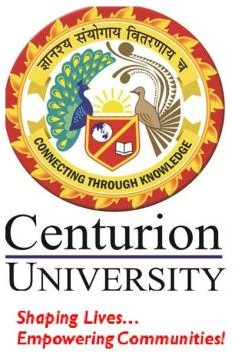 ज्ञानस्य संयोगाय वितरणाय च
CONNECTING THROUGH KNOWLEDGE
Centurion
UNIVERSITY
Shaping Lives...
Empowering Communities!